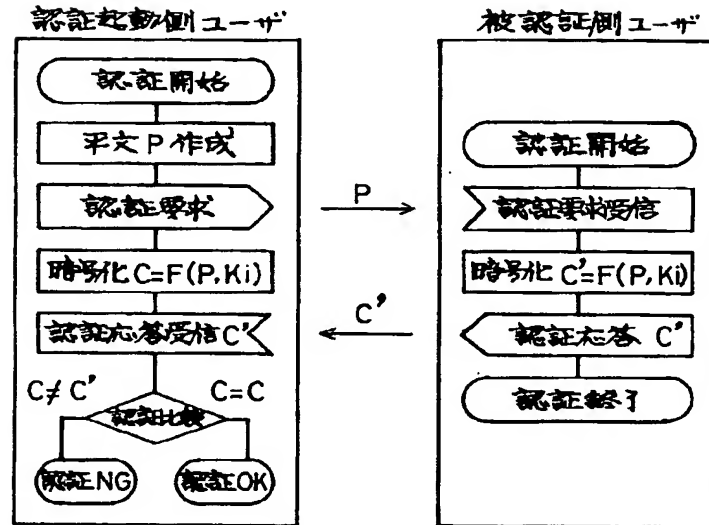 認証起動側ユーザ
認証開始
平文P作成
認証要求
暗号化 C=F(P,Ki)
認証応答受信C'
C≠C'
C=C
認証比較
認証NG
認証OK
P
C'
被認証側ユーザ
認証開始
認証要求受信
暗号化 C'=F(P,Ki)
認証応答 C'
認証終了